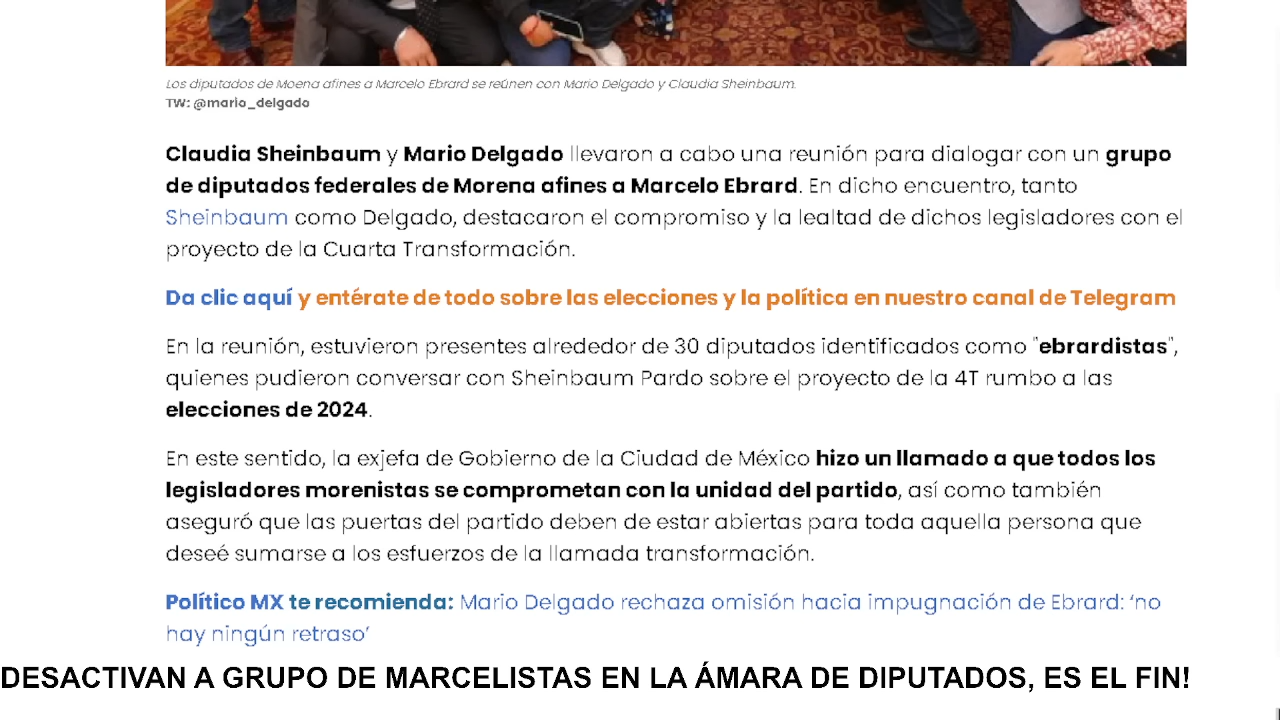 Los diputados de Moena afines a Marcelo Ebrard se reúnen con Mario Delgado y Claudia Sheinbaum.
TW: @mario_delgado
Claudia Sheinbaum y Mario Delgado llevaron a cabo una reunión para dialogar con un grupo
de diputados federales de Morena afines a Marcelo Ebrard. En dicho encuentro, tanto
Sheinbaum como Delgado, destacaron el compromiso y la lealtad de dichos legisladores con el
proyecto de la Cuarta Transformación.
Da clic aquí y entérate de todo sobre las elecciones y la política en nuestro canal de Telegram
En la reunión, estuvieron presentes alrededor de 30 diputados identificados como "ebrardistas",
quienes pudieron conversar con Sheinbaum Pardo sobre el proyecto de la 4T rumbo a las
elecciones de 2024.
En este sentido, la exjefa de Gobierno de la Ciudad de México hizo un llamado a que todos los
legisladores morenistas se comprometan con la unidad del partido, así como también
aseguró que las puertas del partido deben de estar abiertas para toda aquella persona que
deseé sumarse a los esfuerzos de la llamada transformación.
Político MX te recomienda: Mario Delgado rechaza omisión hacia impugnación de Ebrard: ‘no
hay ningún retraso’
DESACTIVAN A GRUPO DE MARCELISTAS EN LA ÁMARA DE DIPUTADOS, ES EL FIN!